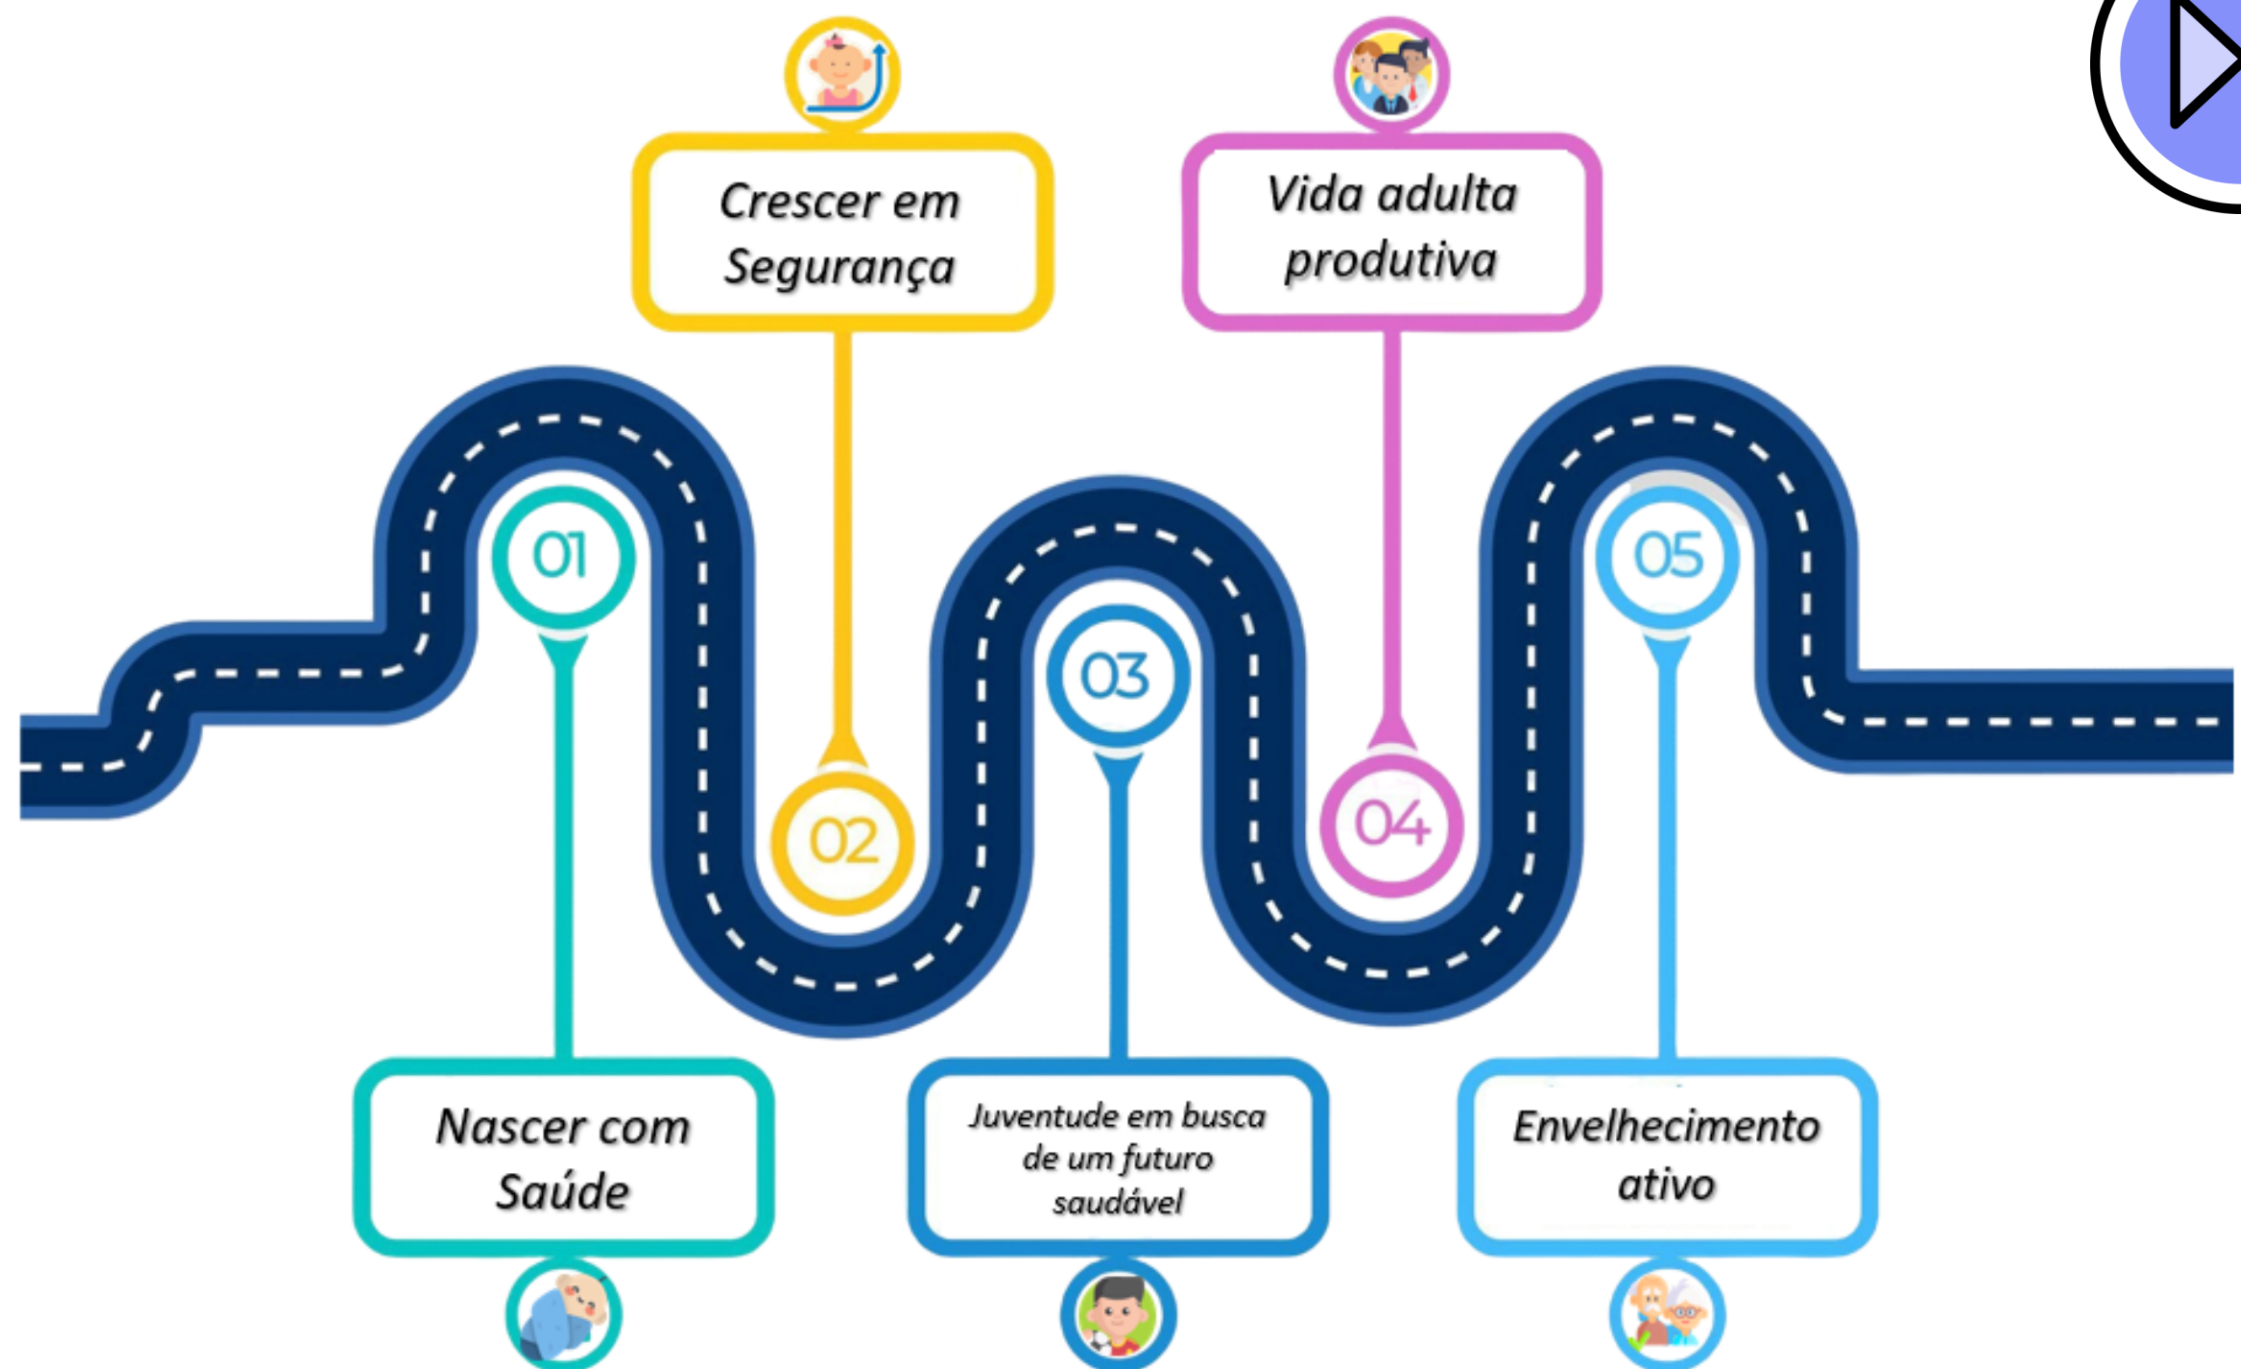 Crescer em
Segurança
Vida adulta
produtiva
01
02
03
04
05
Nascer com
Saúde
Juventude em busca
de um futuro
saudável
Envelhecimento
ativo